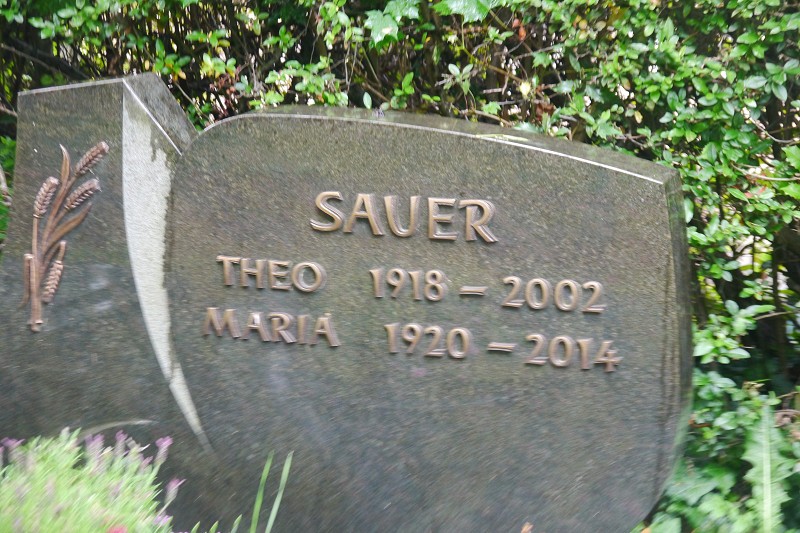 SAUER
THEO 1918 – 2002
MARIA 1920 – 2014